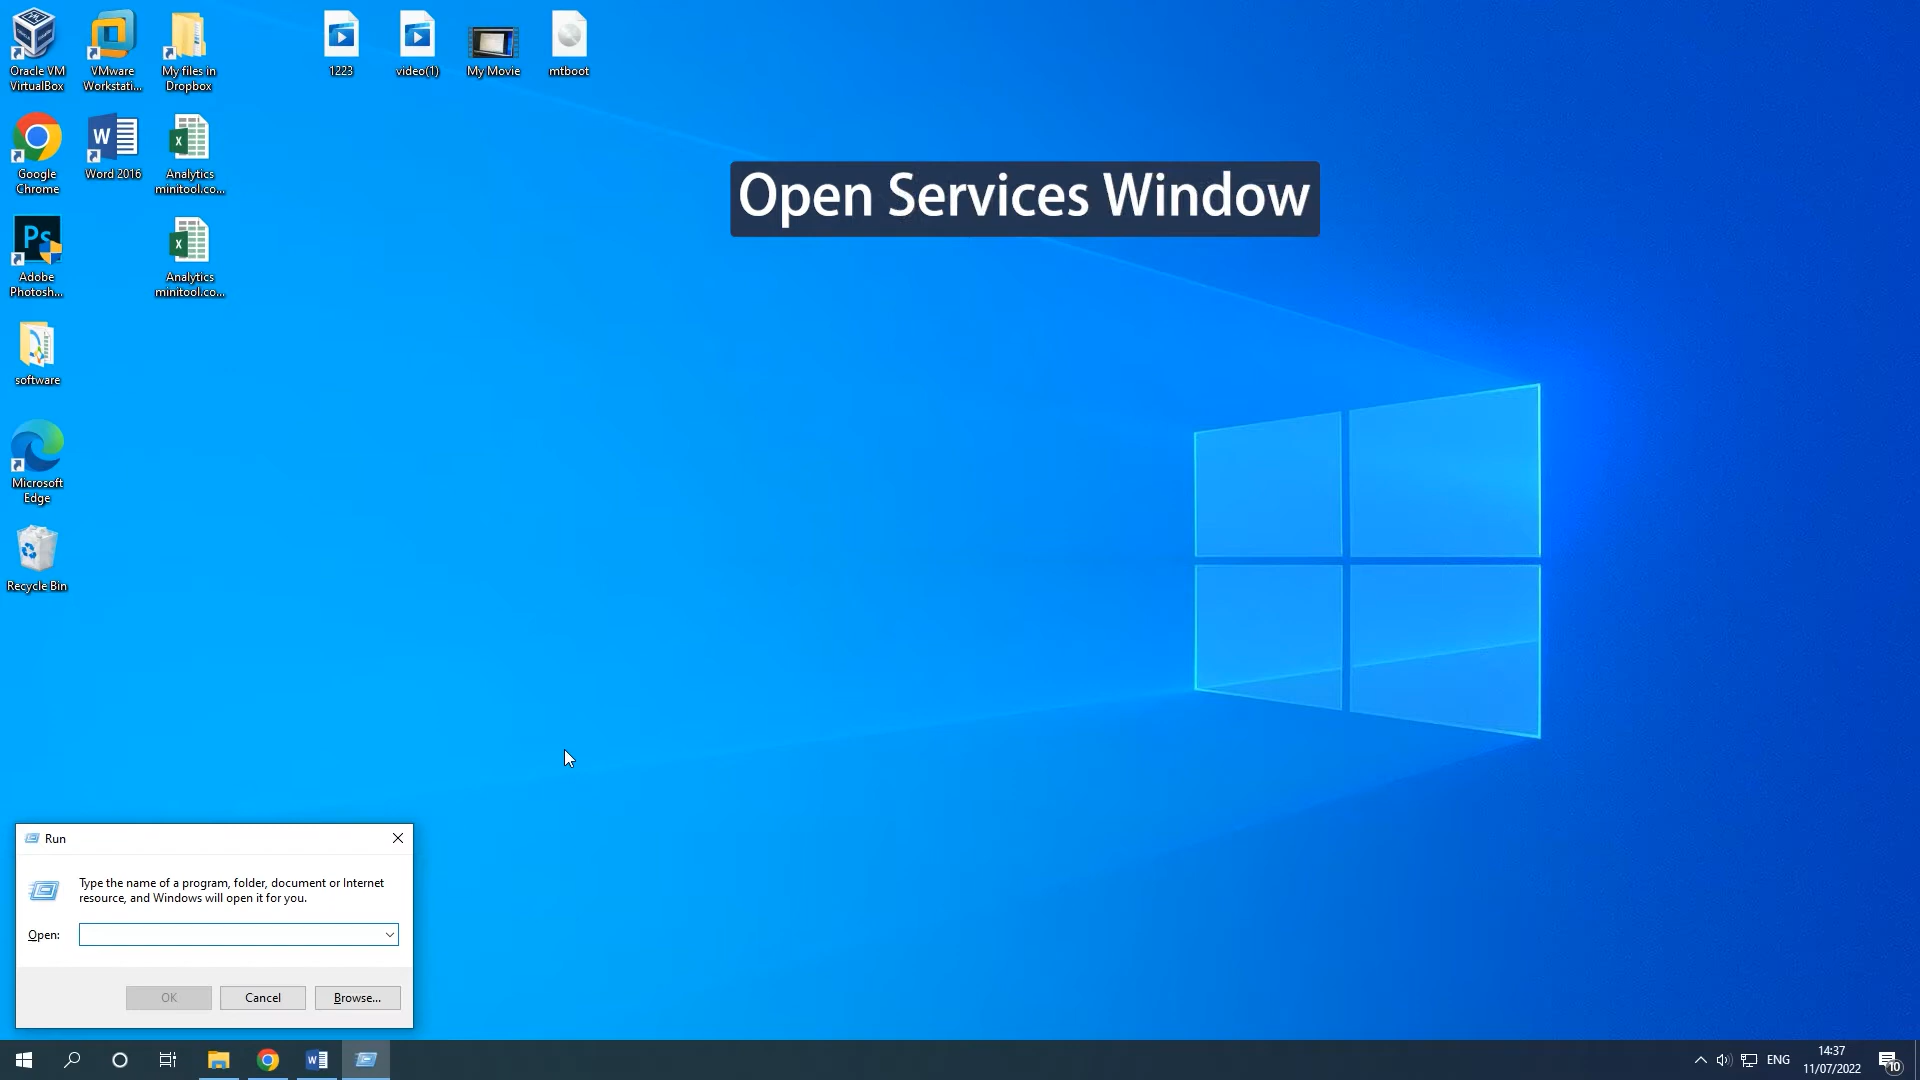 Oracle VM
VirtualBox
VMware
Workstati...
My files in
Dropbox
1223
video(1)
My Movie
mtboot
Google
Chrome
Word 2016
Analytics
minitool.co...
Open Services Window
Adobe
Photosh...
Analytics
minitool.co...
software
Microsoft
Edge
Recycle Bin
Run
Type the name of a program, folder, document or Internet
resource, and Windows will open it for you.
Open:
OK
Cancel
Browse...
ENG
14:37
11/07/2022
10